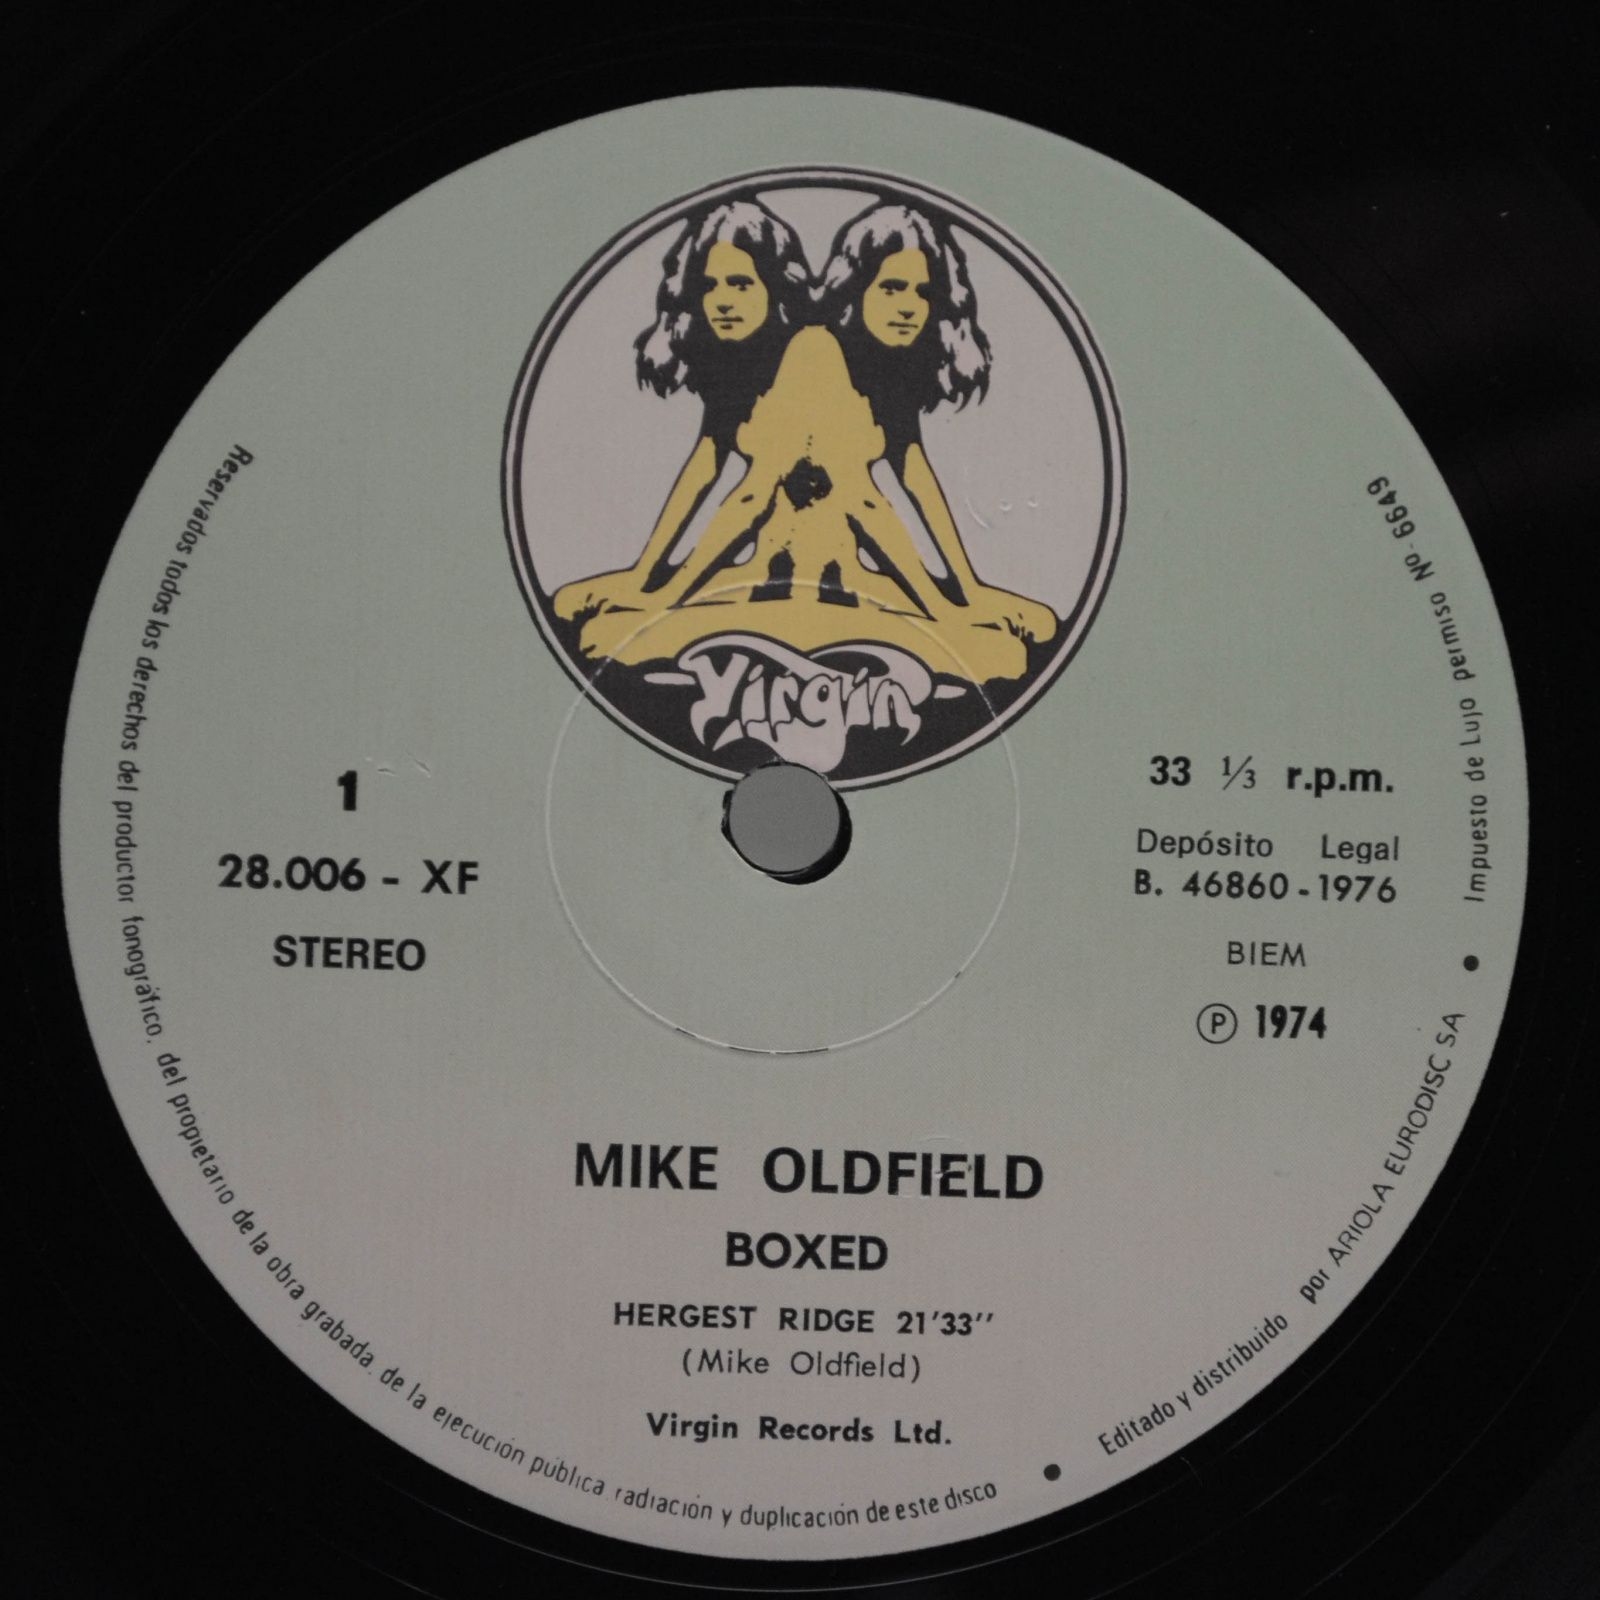 Virgin
1
28.006 - XF
STEREO
33 1/3 r.p.m.
Depósito Legal
B. 46860-1976
BIEM
Ⓟ 1974
MIKE OLDFIELD
BOXED
HERGEST RIDGE 21'33''
(Mike Oldfield)
Virgin Records Ltd.
Reservados todos los derechos del productor fonográfico, del propietario de la obra grabada, de la ejecución pública, radiación y duplicación de este disco
• Editado y distribuido por ARIOLA EURODISC SA
• Impuesto de Lujo permiso Nº 6649